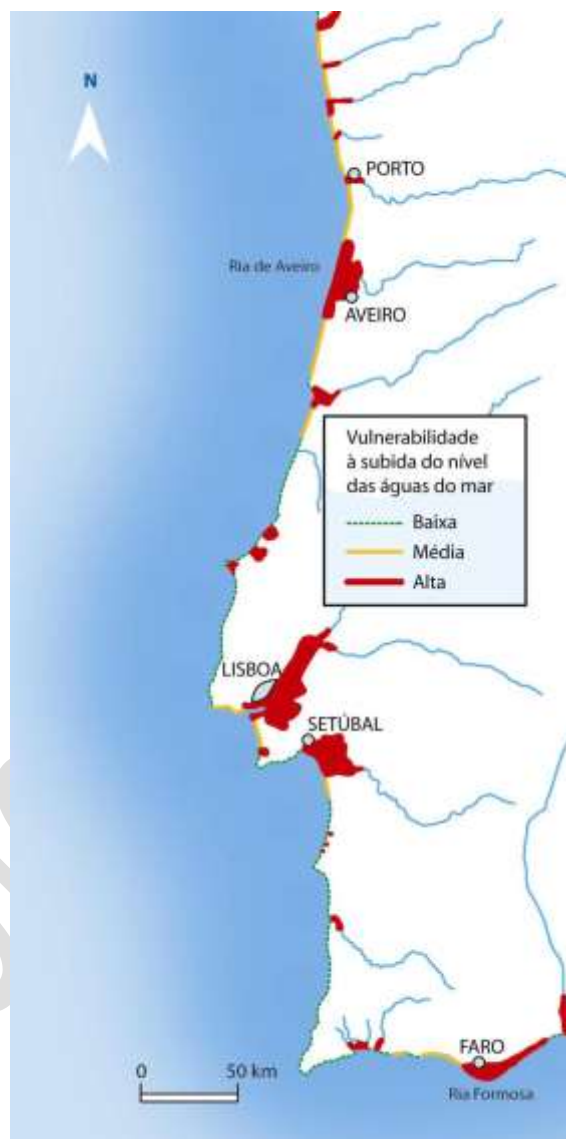 N
PORTO
Ria de Aveiro
AVEIRO
Vulnerabilidade
à subida do nível
das águas do mar
Baixa
Média
Alta
LISBOA
SETÚBAL
0 50 km
FARO
Ria Formosa